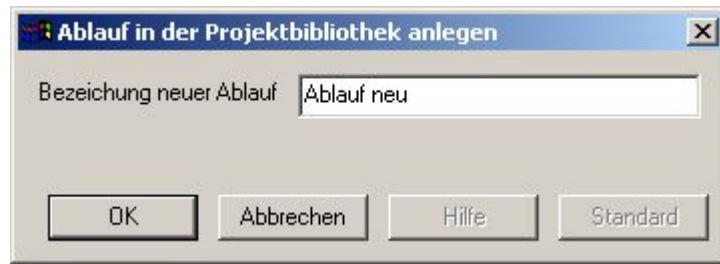 Ablauf in der Projektbibliothek anlegen
Bezeichung neuer Ablauf Ablauf neu
OK Abbrechen Hilfe Standard